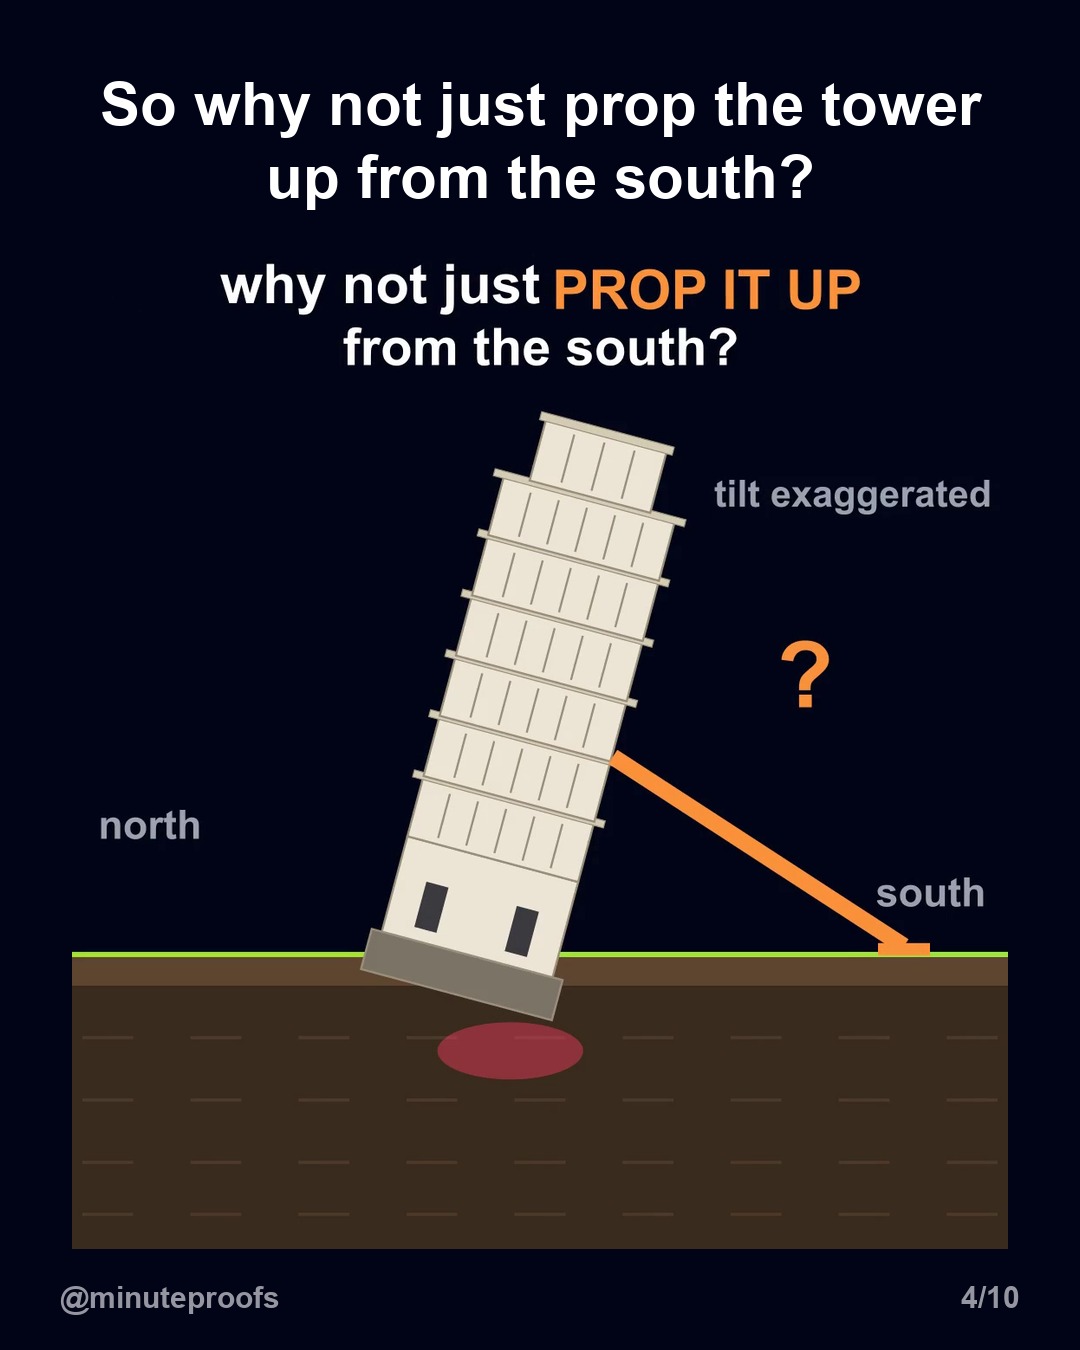 So why not just prop the tower
up from the south?
why not just PROP IT UP
from the south?
tilt exaggerated
?
north
south
@minuteproofs
4/10